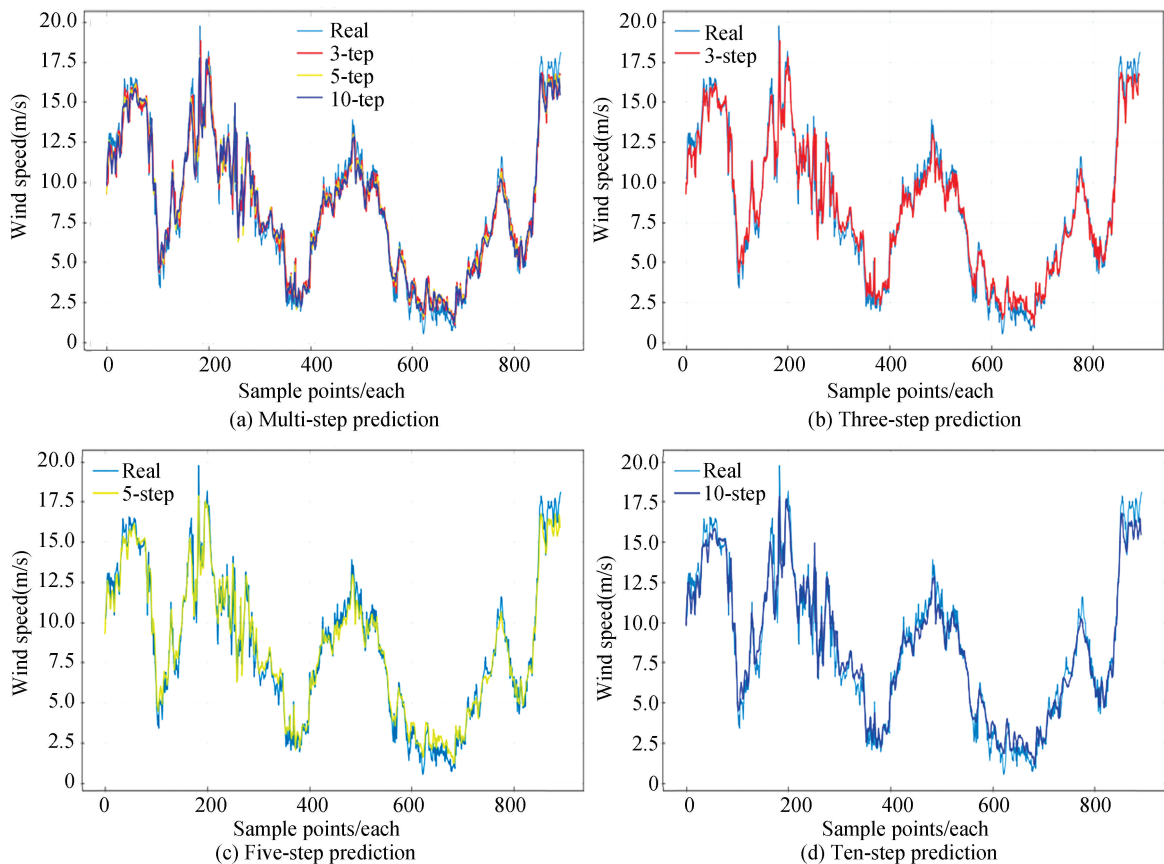 20.0
17.5
15.0
12.5
10.0
7.5
5.0
2.5
0
Wind speed(m/s)
Real
3-tep
5-tep
10-tep
0 200 400 600 800
Sample points/each
(a) Multi-step prediction
20.0
17.5
15.0
12.5
10.0
7.5
5.0
2.5
0
Wind speed(m/s)
Real
3-step
0 200 400 600 800
Sample points/each
(b) Three-step prediction
20.0
17.5
15.0
12.5
10.0
7.5
5.0
2.5
0
Wind speed(m/s)
Real
5-step
0 200 400 600 800
Sample points/each
(c) Five-step prediction
20.0
17.5
15.0
12.5
10.0
7.5
5.0
2.5
0
Wind speed(m/s)
Real
10-step
0 200 400 600 800
Sample points/each
(d) Ten-step prediction